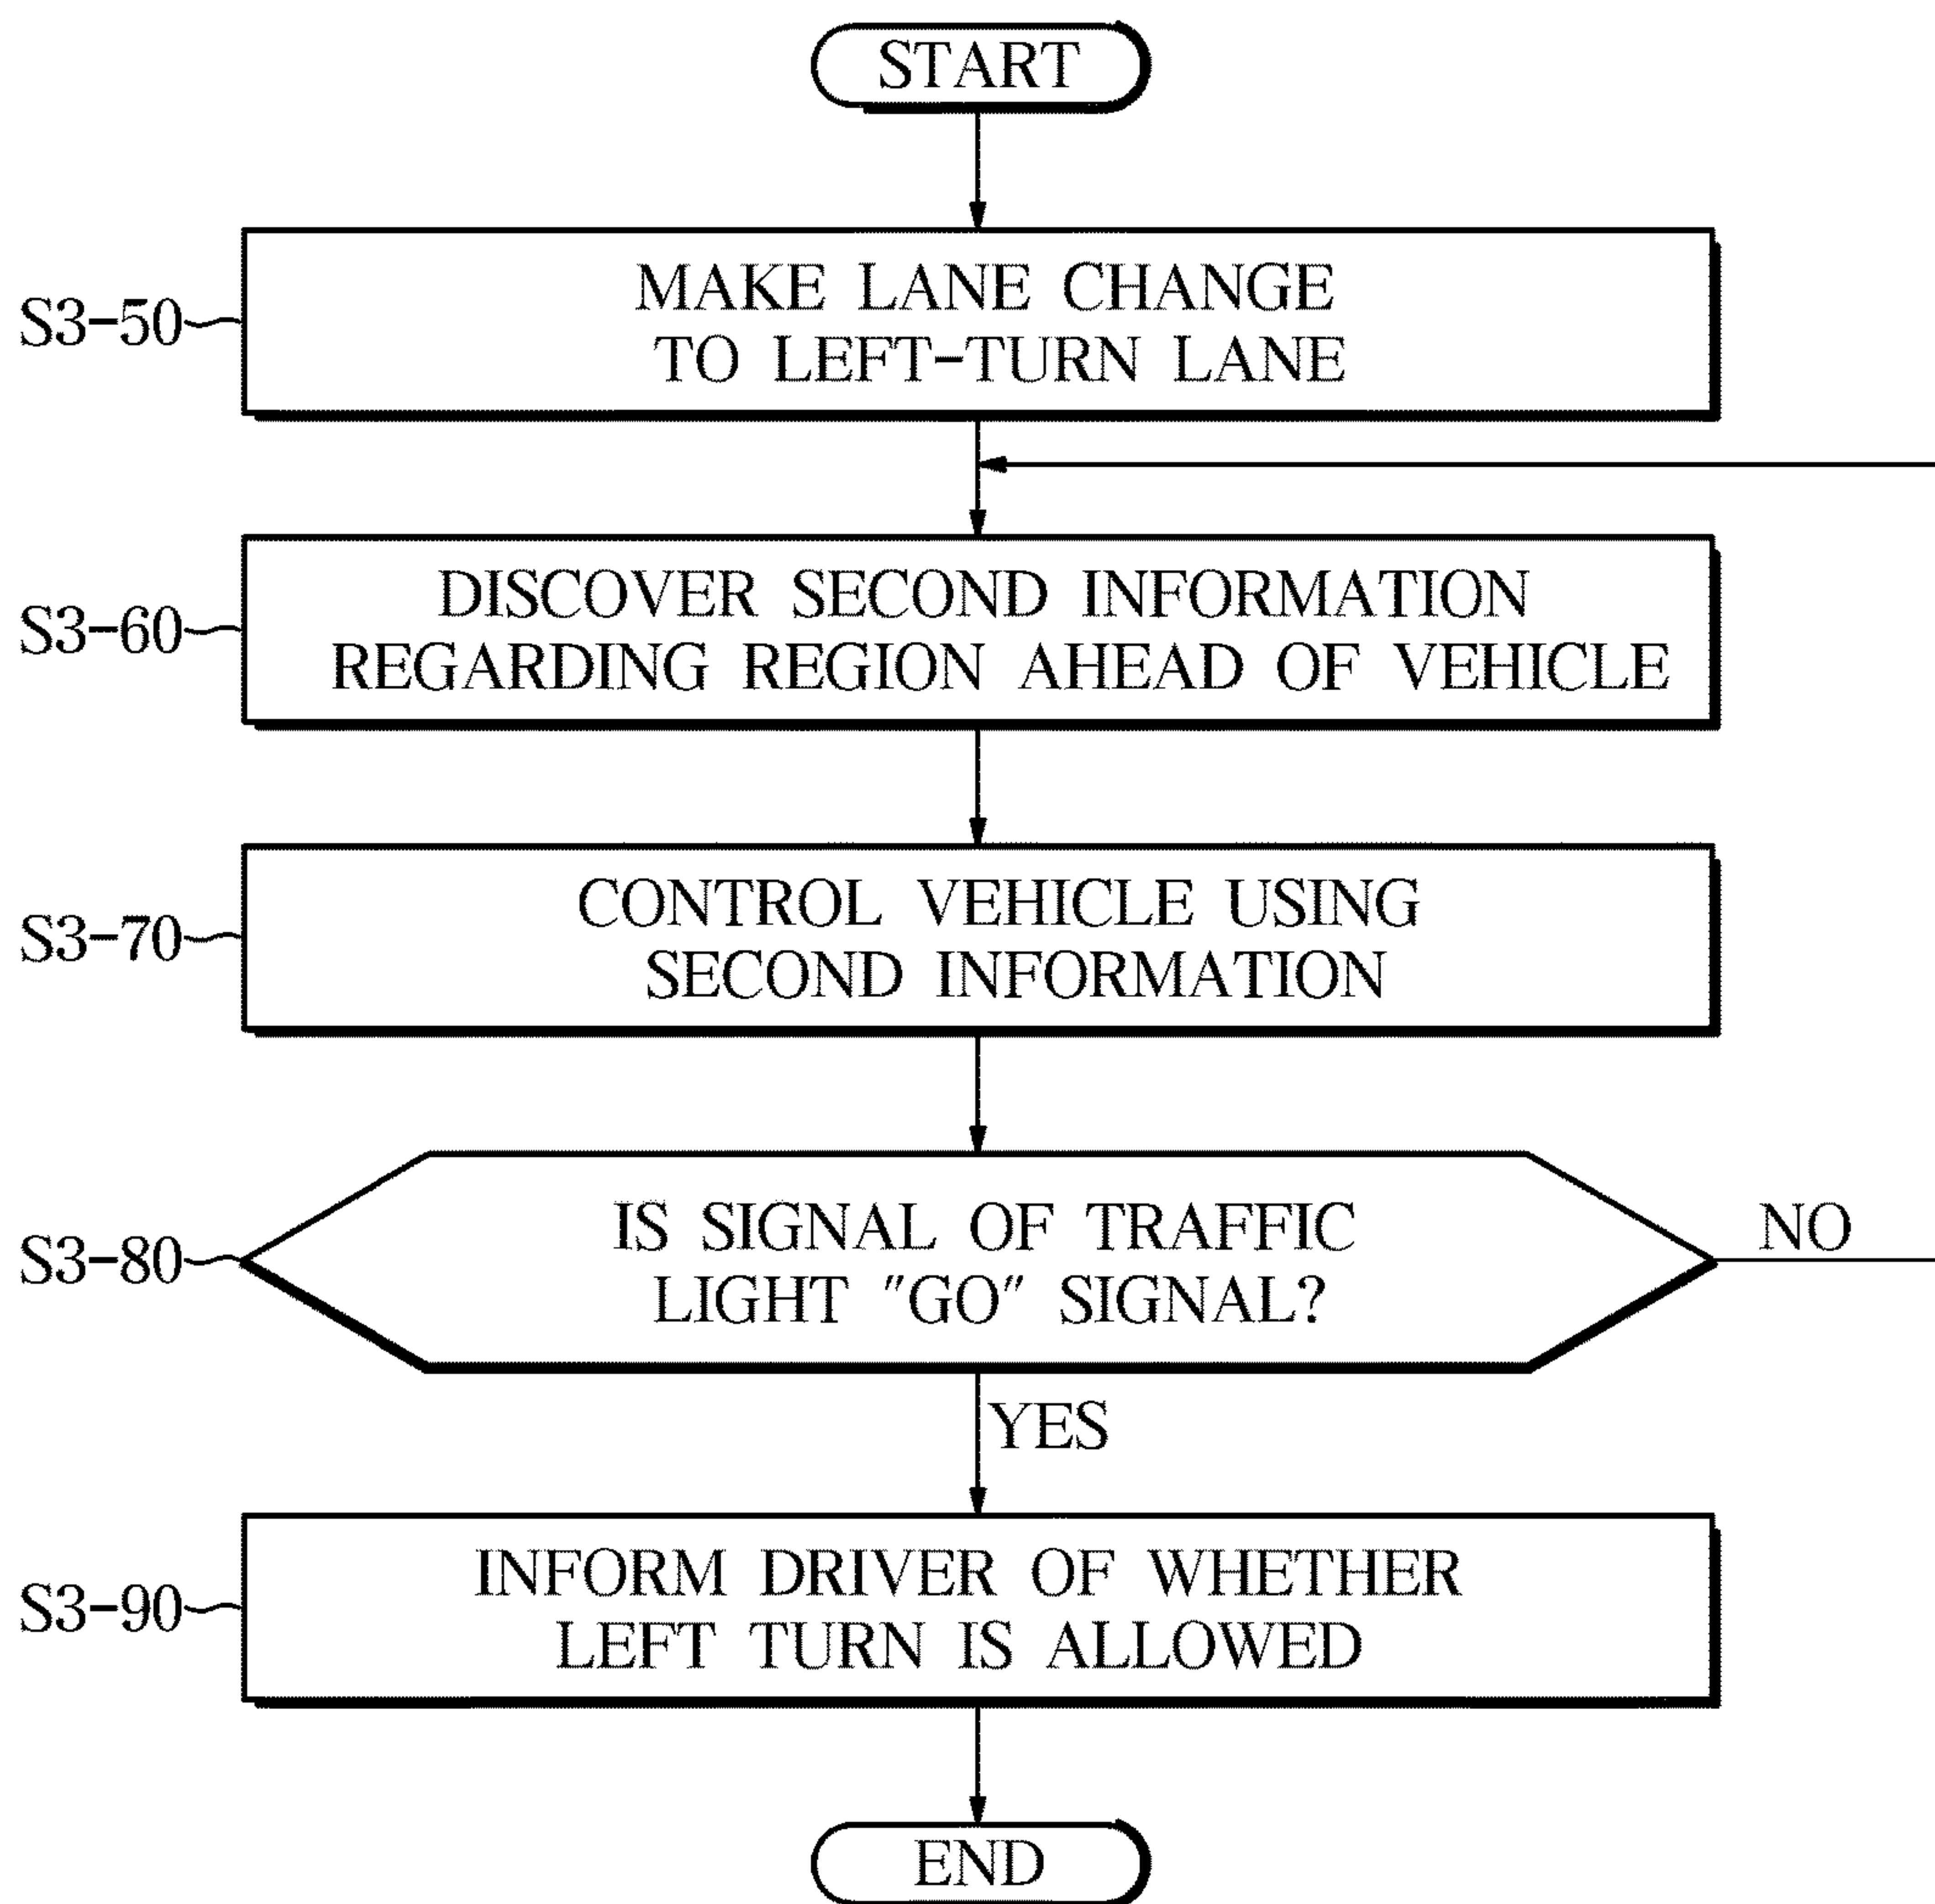 START
S3-50
MAKE LANE CHANGE
TO LEFT-TURN LANE
S3-60
DISCOVER SECOND INFORMATION
REGARDING REGION AHEAD OF VEHICLE
S3-70
CONTROL VEHICLE USING
SECOND INFORMATION
S3-80
IS SIGNAL OF TRAFFIC
LIGHT "GO" SIGNAL?
NO
YES
S3-90
INFORM DRIVER OF WHETHER
LEFT TURN IS ALLOWED
END